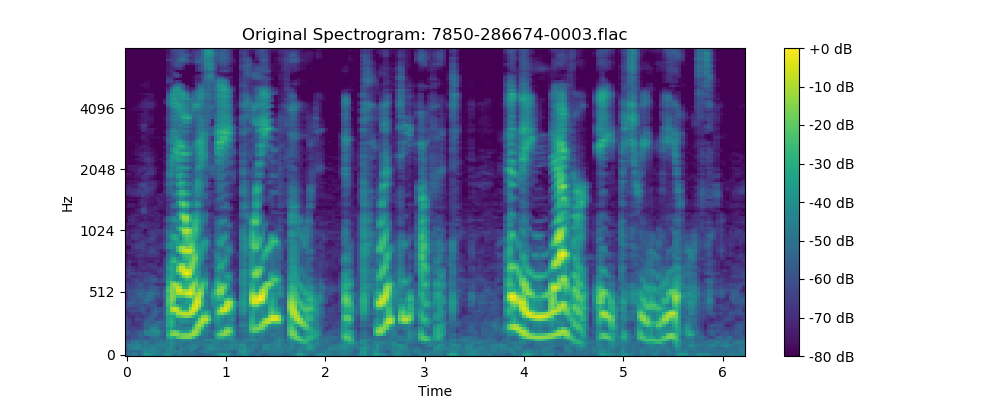 Original Spectrogram: 7850-286674-0003.flac
Hz
4096
2048
1024
512
0
0 1 2 3 4 5 6
Time
+0 dB
-10 dB
-20 dB
-30 dB
-40 dB
-50 dB
-60 dB
-70 dB
-80 dB